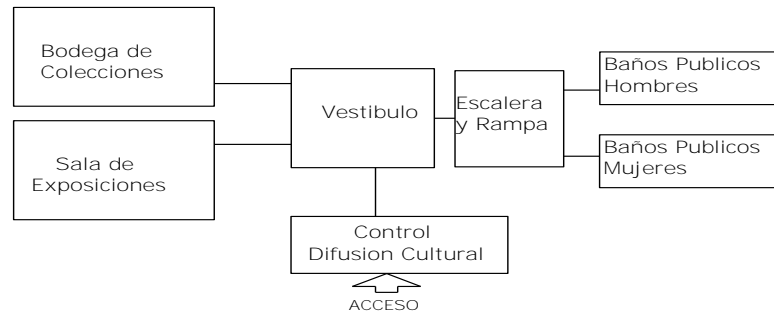 Bodega de
Colecciones
Sala de
Exposiciones
Vestibulo
Escalera
y Rampa
Baños Publicos
Hombres
Baños Publicos
Mujeres
Control
Difusion Cultural
ACCESO